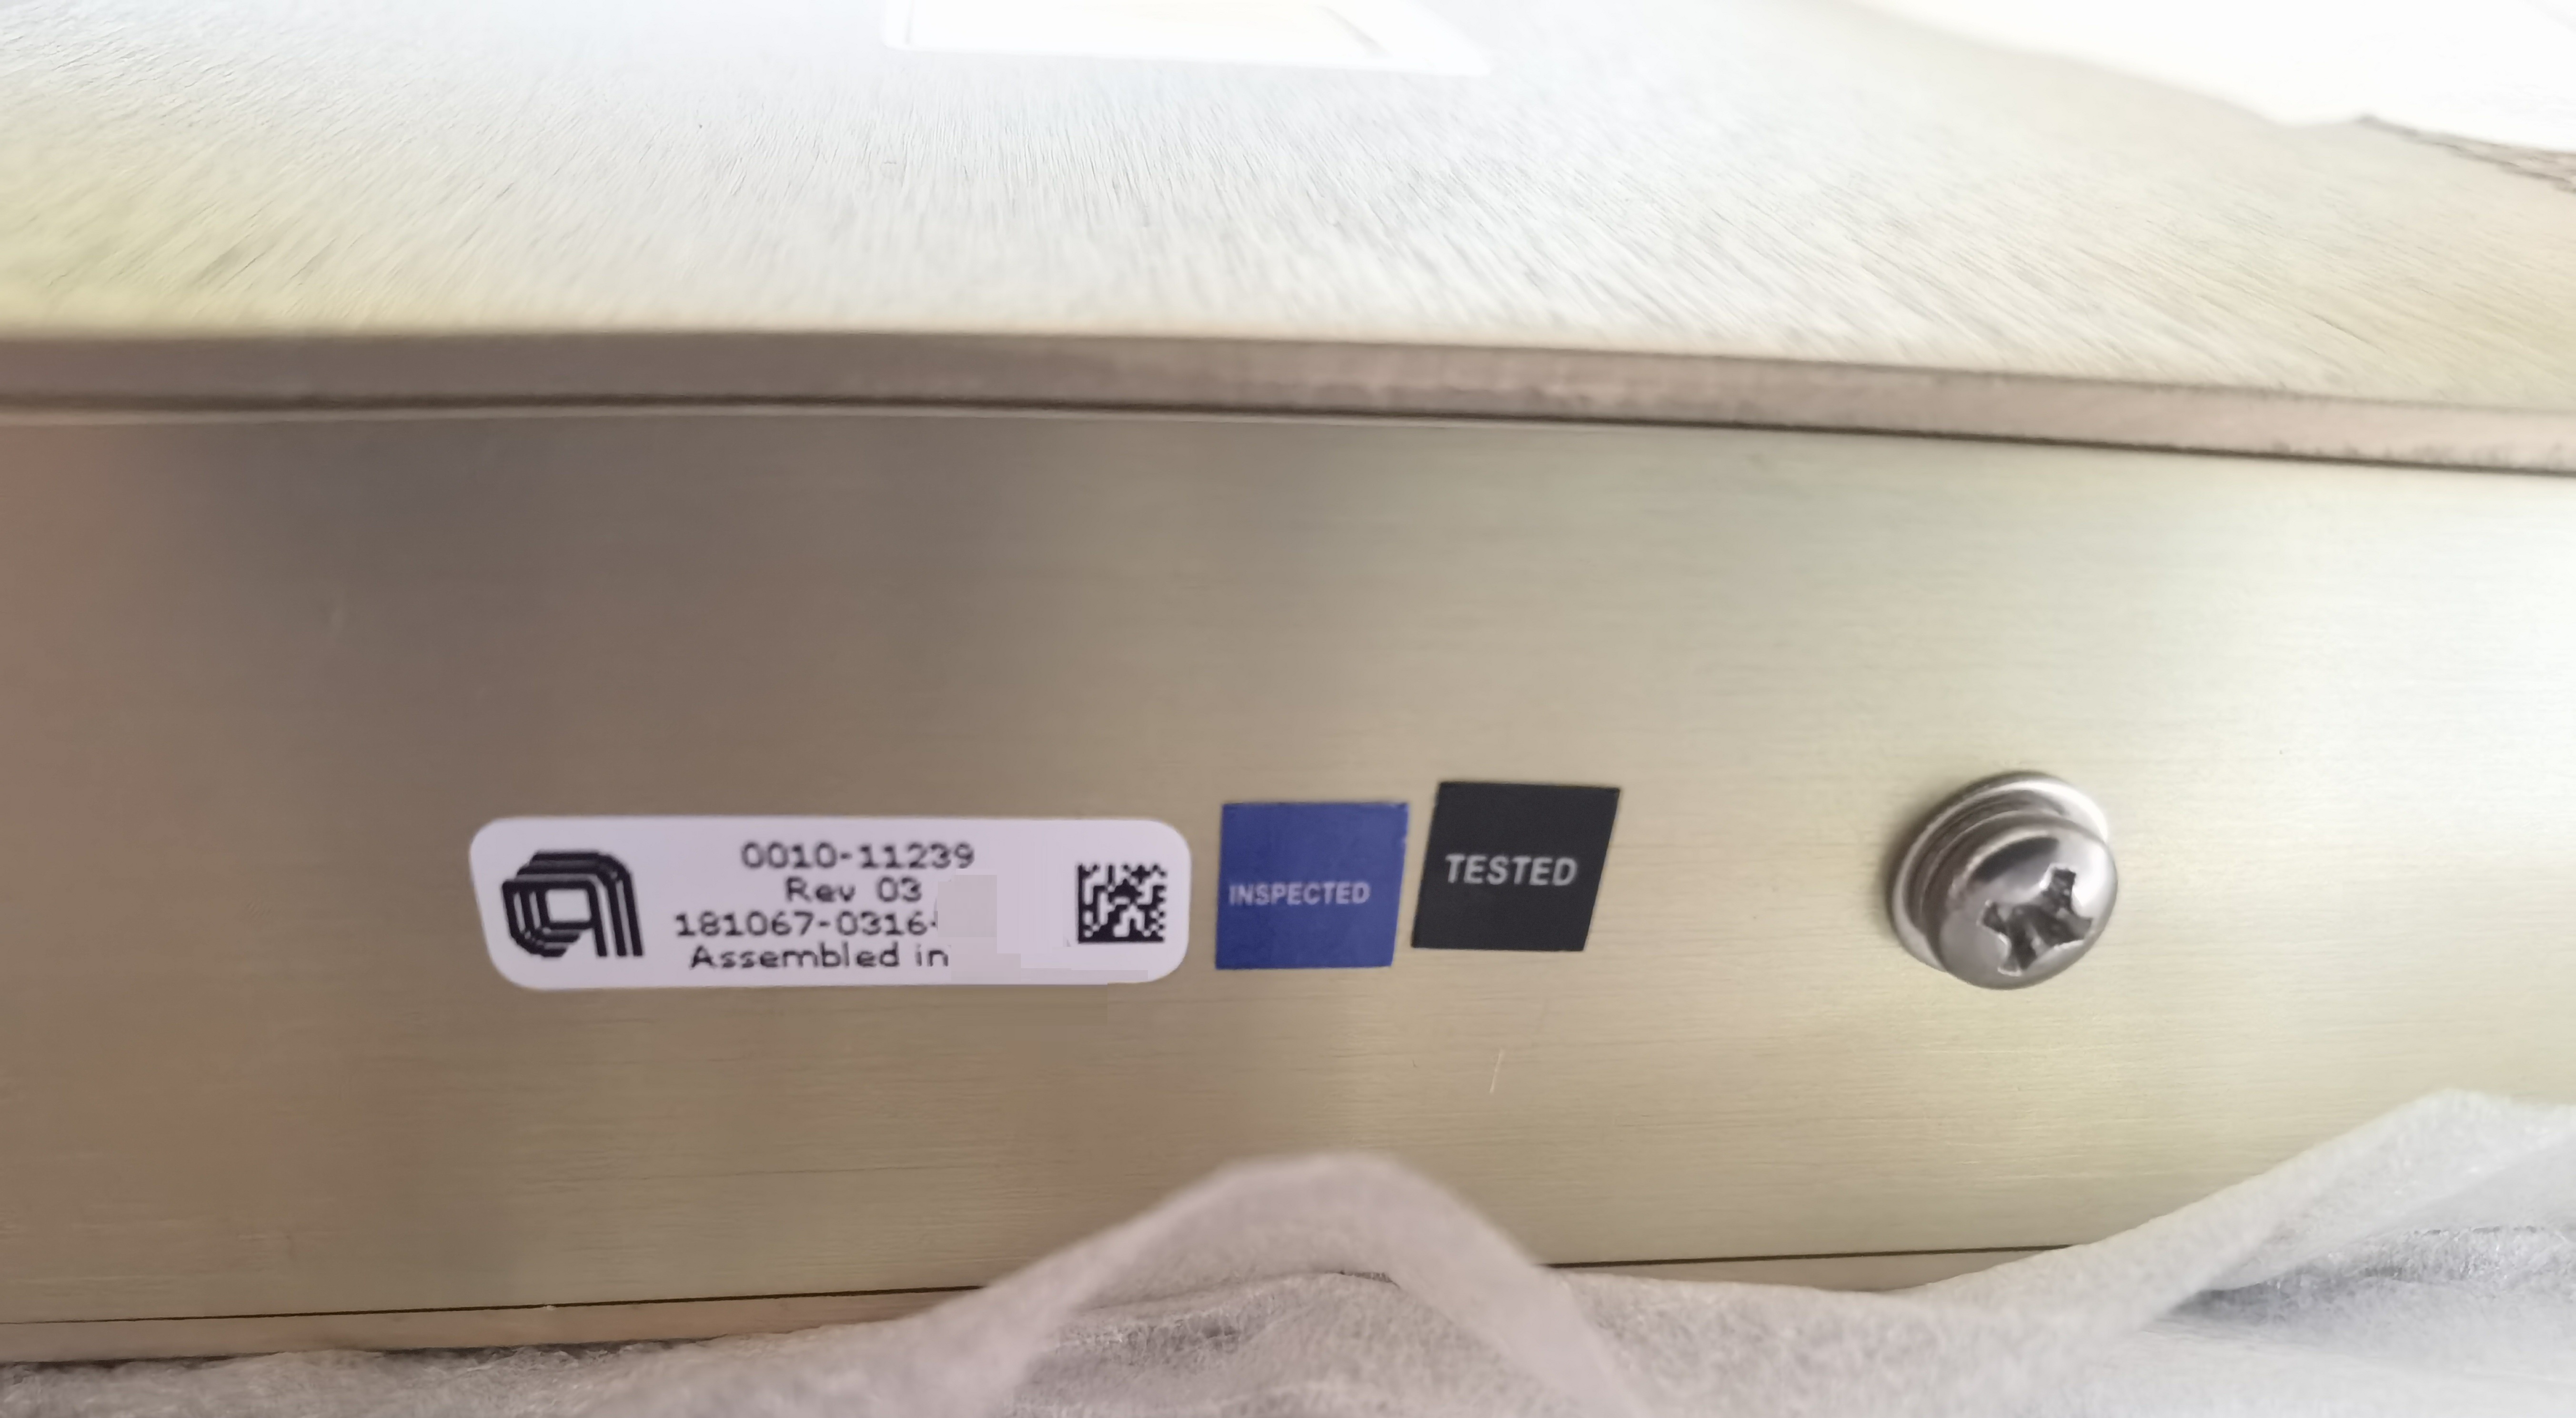 0010-11239
Rev 03
181067-0316-
Assembled in
INSPECTED
TESTED